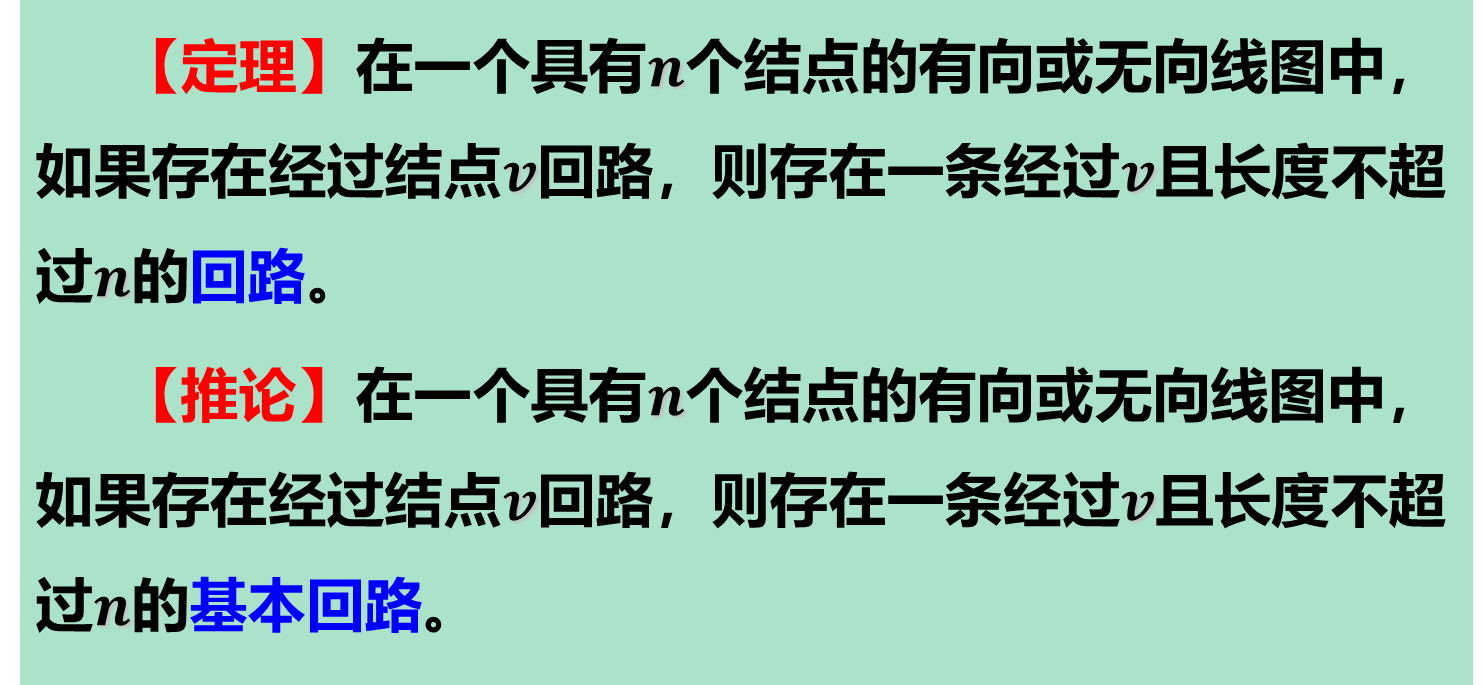 【定理】在一个具有n个结点的有向或无向线图中，
如果存在经过结点v回路，则存在一条经过v且长度不超
过n的回路。
【推论】在一个具有n个结点的有向或无向线图中，
如果存在经过结点v回路，则存在一条经过v且长度不超
过n的基本回路。